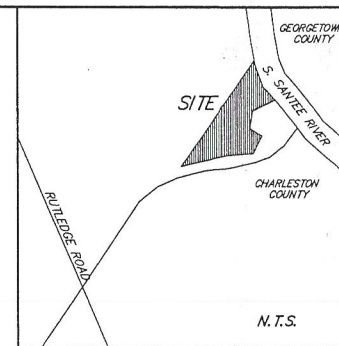 GEORGETOWN
COUNTY
SITE
S. SANTEE RIVER
CHARLESTON
COUNTY
RUTLEDGE ROAD
N.T.S.